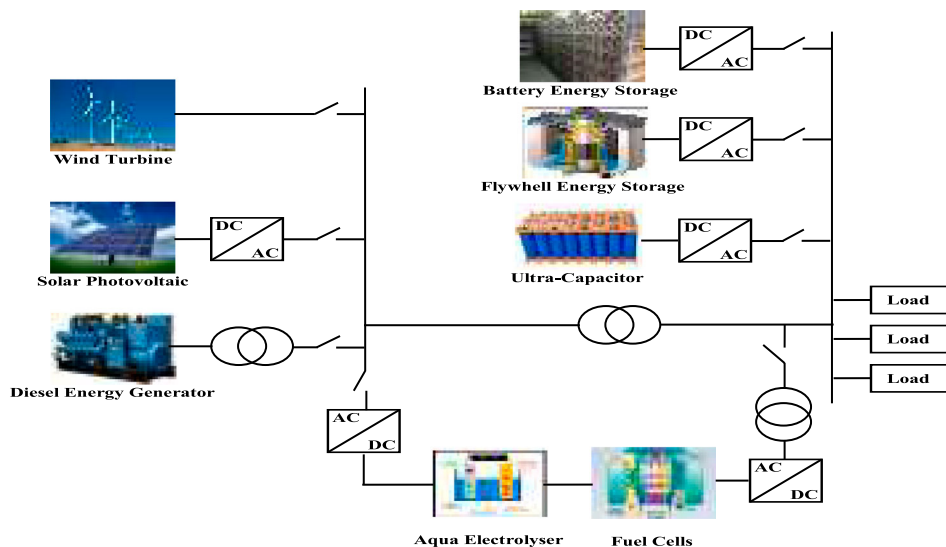 DC
AC
Battery Energy Storage
Wind Turbine
DC
AC
Flywhell Energy Storage
DC
AC
Solar Photovoltaic
DC
AC
Ultra-Capacitor
Load
Load
Load
Diesel Energy Generator
AC
DC
AC
DC
Aqua Electrolyser
Fuel Cells